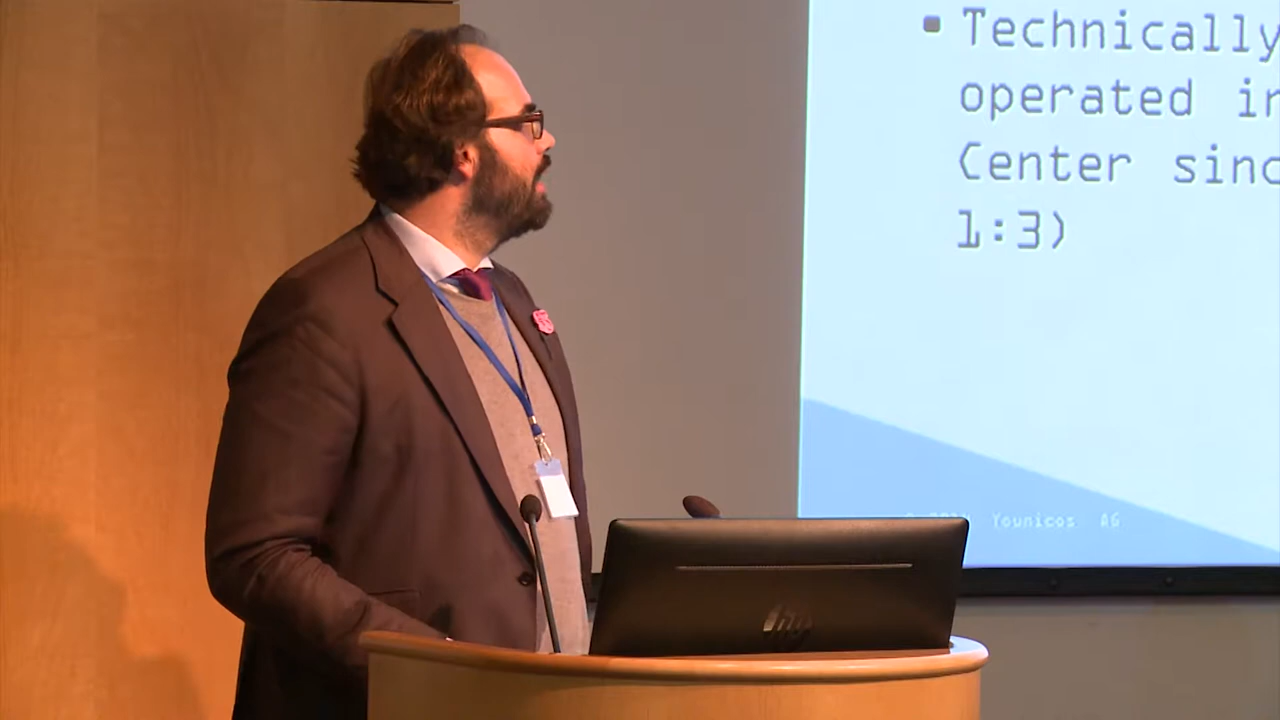 ▪ Technically
operated in
Center sinc
1:3)
Younicos AG
hp